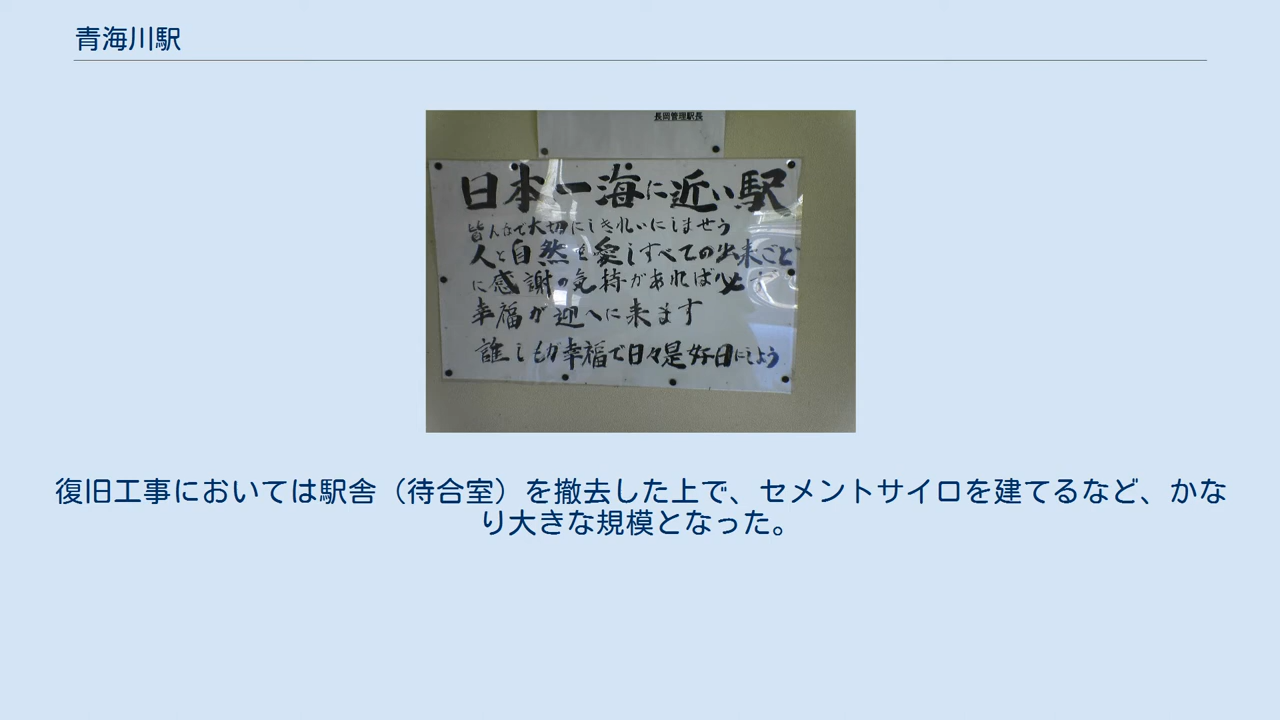 青海川駅
長岡管理駅長
日本一海に近い駅
大切にしきれいにしませう
人と自然を愛しすべての出来ごと
に感謝の気持があれば必ず
幸福が迎へに来ます
誰しもが幸福で日々是好日にしよう
復旧工事においては駅舎（待合室）を撤去した上で、セメントサイロを建てるなど、かな
り大きな規模となった。